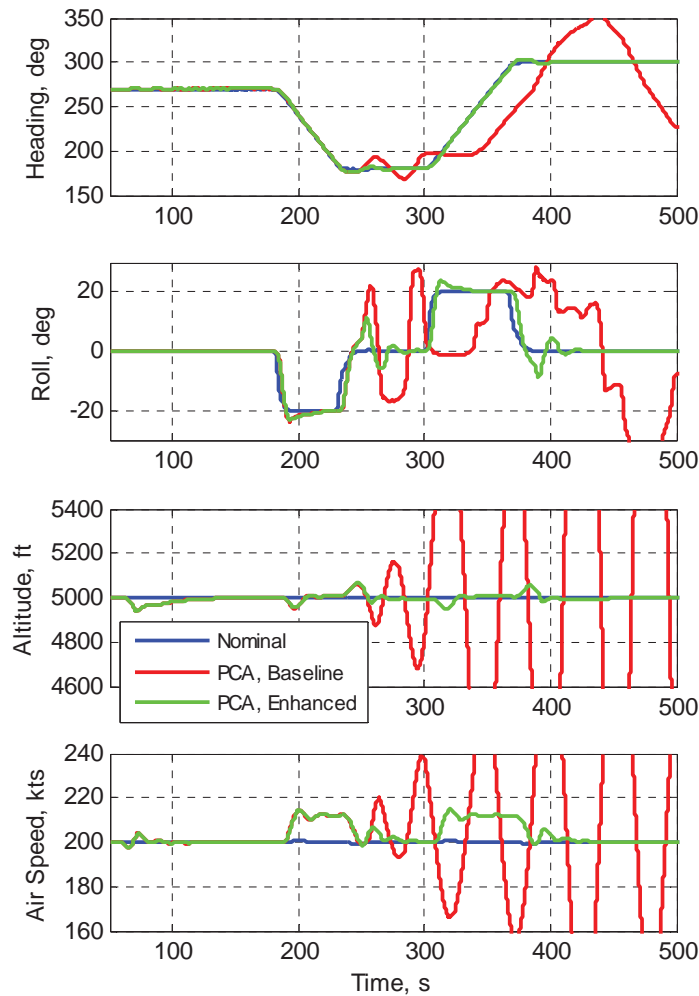 Heading, deg
350
300
250
200
150
100 200 300 400 500
Roll, deg
20
0
-20
100 200 300 400 500
Altitude, ft
5400
5200
5000
4800
4600
Nominal
PCA, Baseline
PCA, Enhanced
100 200 300 400 500
Air Speed, kts
240
220
200
180
160
100 200 300 400 500
Time, s